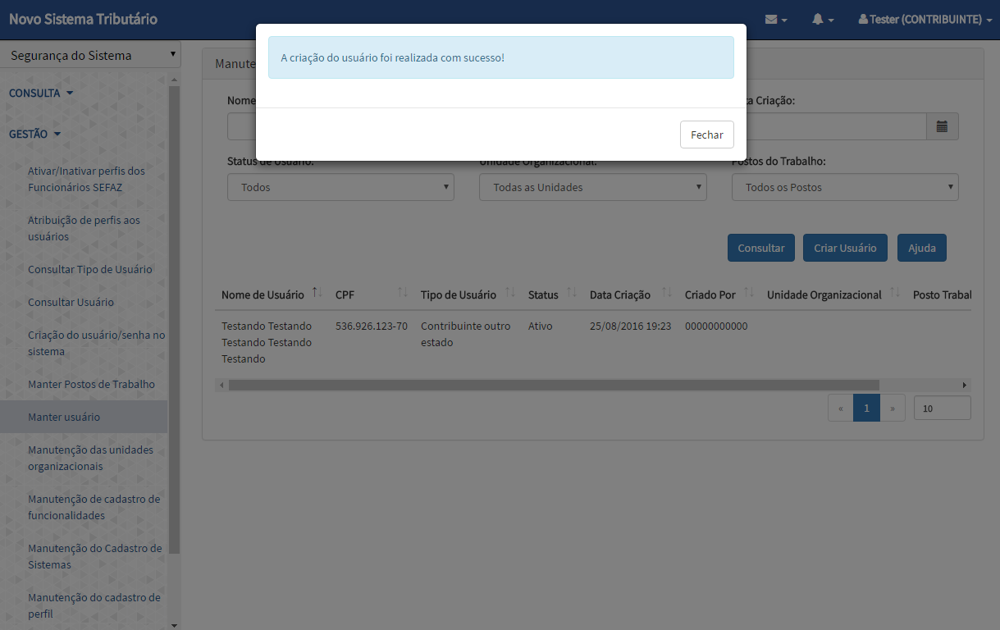 Novo Sistema Tributário
Tester (CONTRIBUINTE)
Segurança do Sistema
CONSULTA
GESTÃO
Ativar/Inativar perfis dos
Funcionários SEFAZ
Atribuição de perfis aos
usuários
Consultar Tipo de Usuário
Consultar Usuário
Criação do usuário/senha no
sistema
Manter Postos de Trabalho
Manter usuário
Manutenção das unidades
organizacionais
Manutenção de cadastro de
funcionalidades
Manutenção do Cadastro de
Sistemas
Manutenção do cadastro de
perfil
A criação do usuário foi realizada com sucesso!
Fechar
Manute
Nome
ta Criação:
Status de Usuário: Unidade Organizacional: Postos do Trabalho:
Todos Todas as Unidades Todos os Postos
Consultar Criar Usuário Ajuda
Nome de Usuário CPF Tipo de Usuário Status Data Criação Criado Por Unidade Organizacional Posto Trabal
Testando Testando 536.926.123-70 Contribuinte outro Ativo 25/08/2016 19:23 00000000000
Testando Testando estado
Testando
« 1 » 10